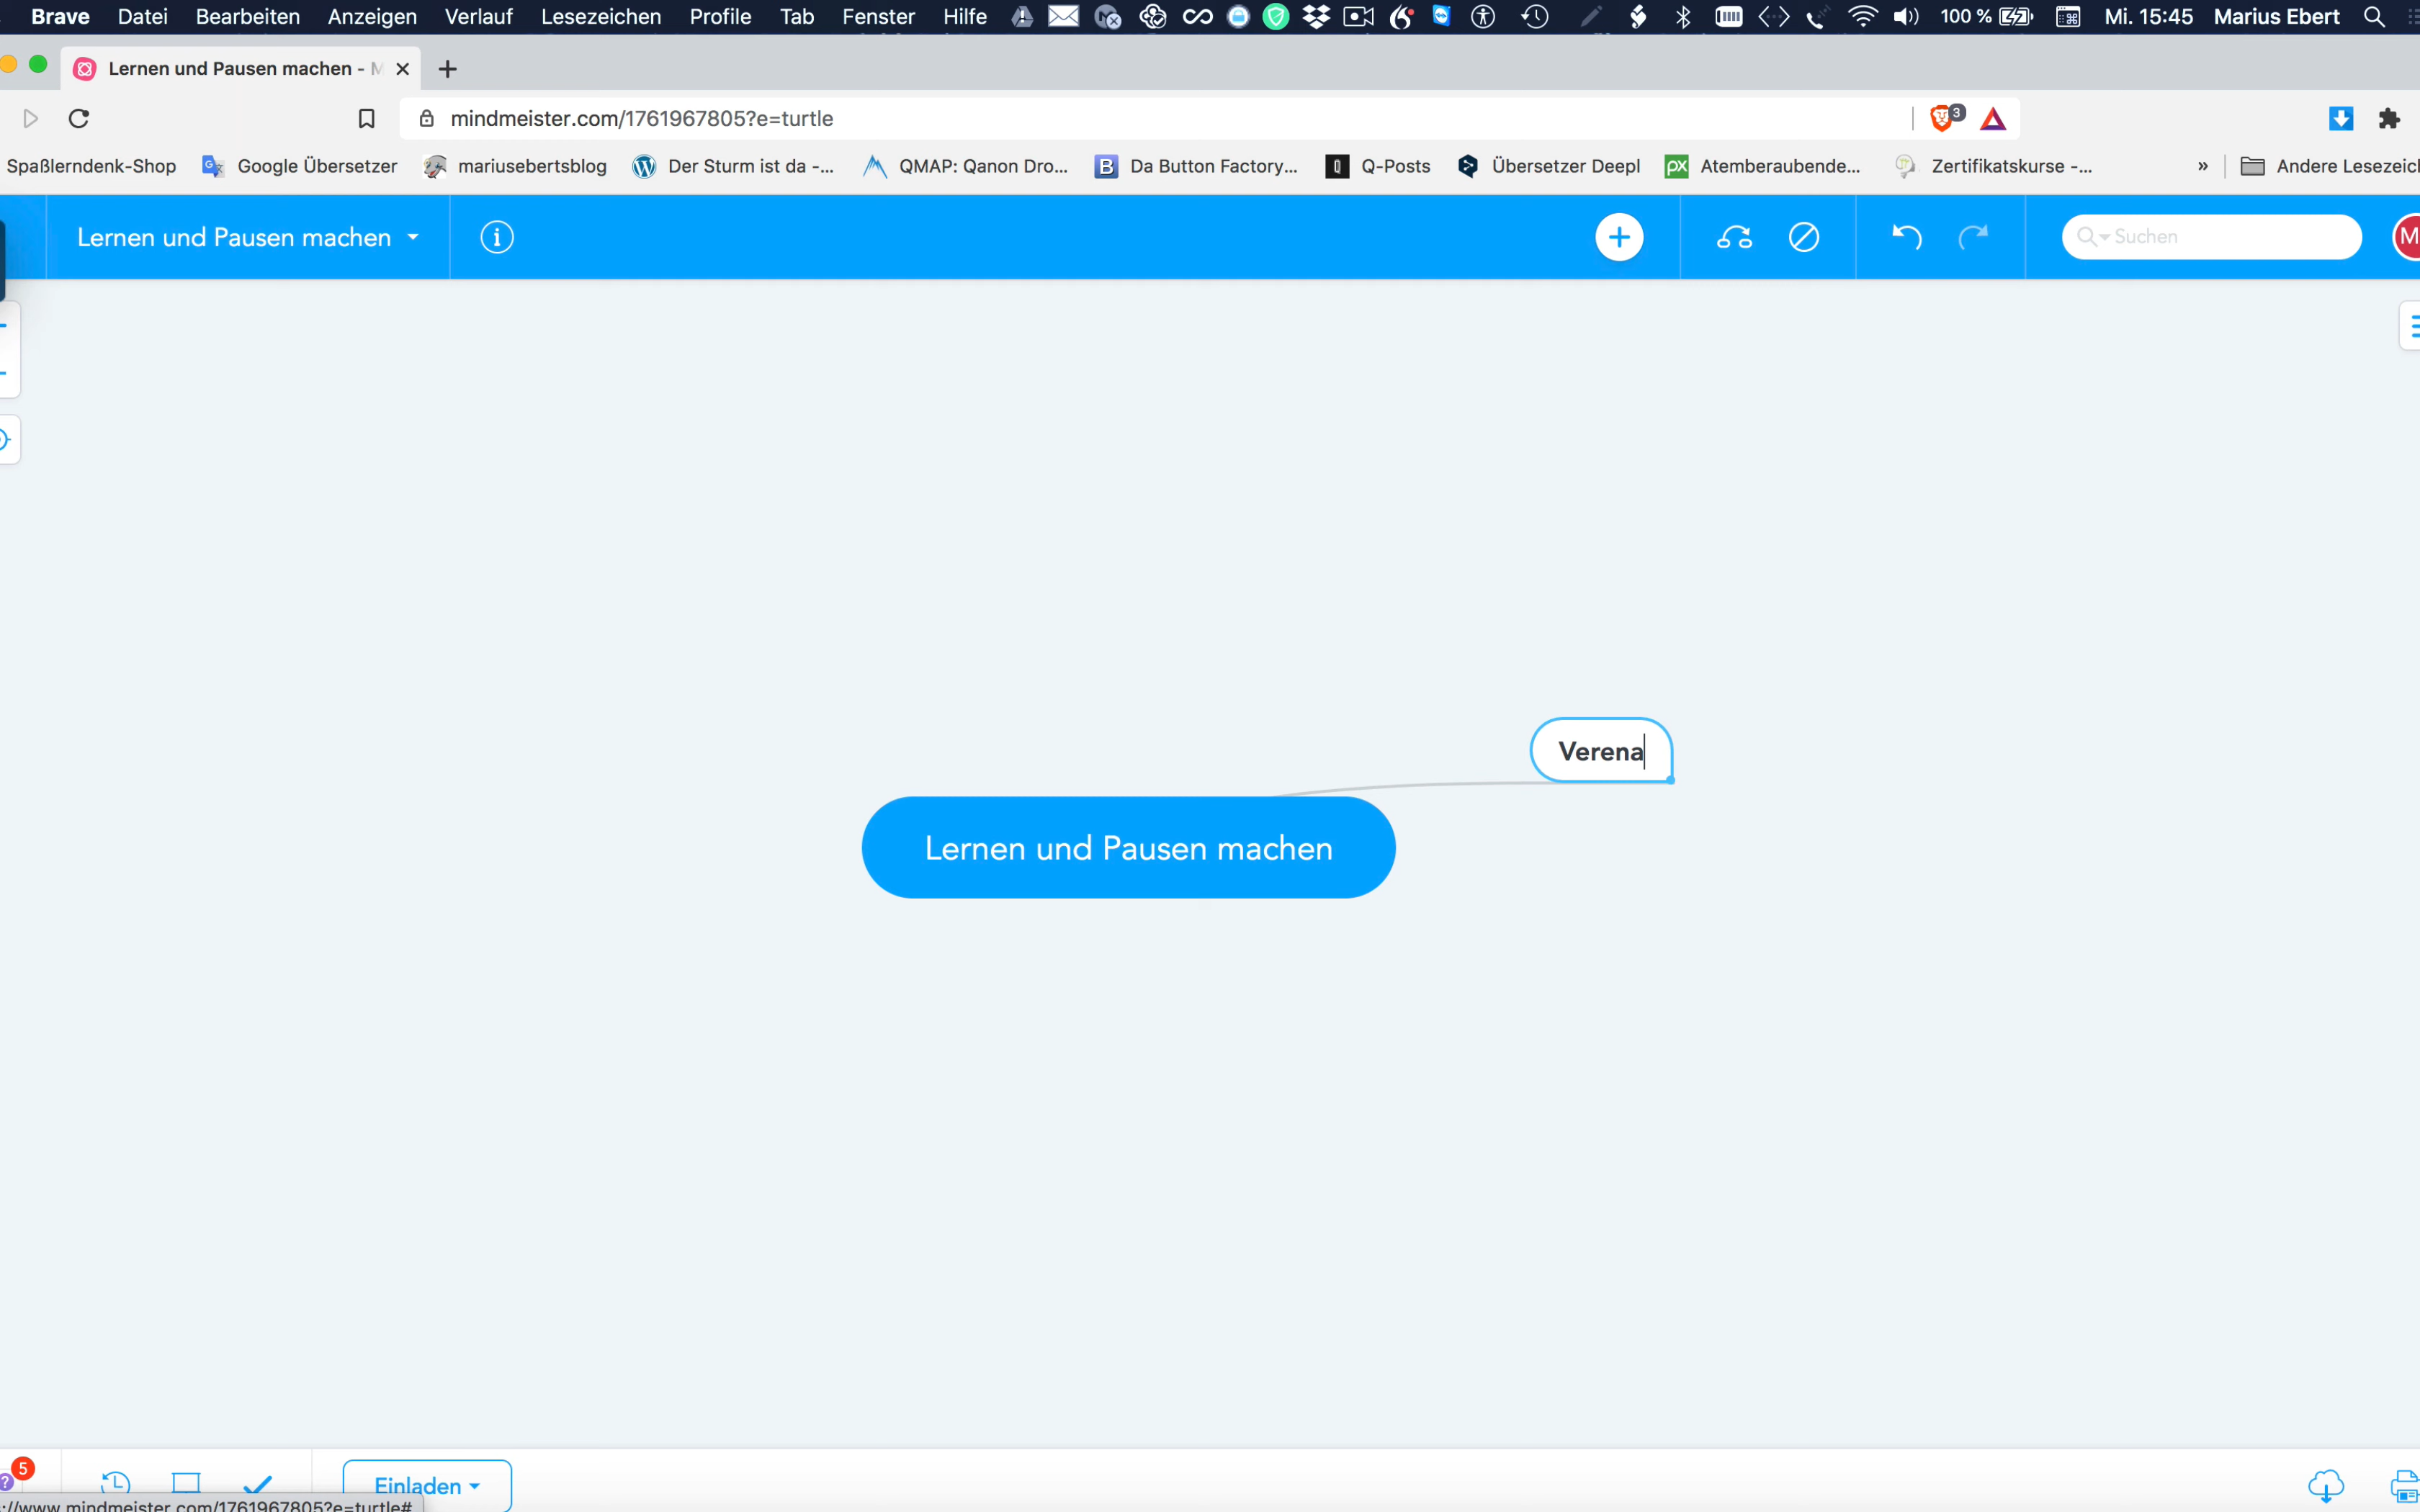 Brave Datei Bearbeiten Anzeigen Verlauf Lesezeichen Profile Tab Fenster Hilfe 100 % Mi. 15:45 Marius Ebert
Lernen und Pausen machen - M
mindmeister.com/1761967805?e=turtle 3
Spaßlerndenk-Shop Google Übersetzer mariusebertsblog Der Sturm ist da -... QMAP: Qanon Dro... B Da Button Factory... Q-Posts Übersetzer Deepl px Atemberaubende... Zertifikatskurse -... » Andere Lesezeic
Lernen und Pausen machen Suchen M
Verena
Lernen und Pausen machen
5
Einladen
://www.mindmeister.com/1761967805?e=turtle#